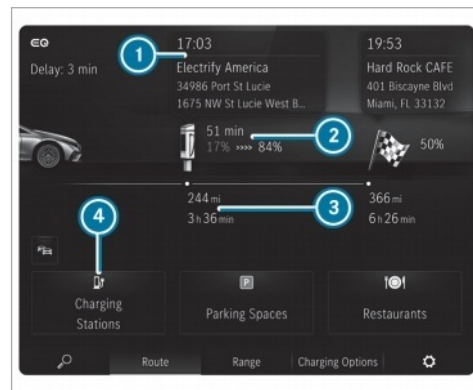 EQ
Delay: 3 min
17:03
Electrify America
34986 Port St Lucie
1675 NW St Lucie West B...
19:53
Hard Rock CAFE
401 Biscayne Blvd
Miami, FL 33132
1
51 min
17% »»» 84%
2
50%
244 mi
3 h 36 min
3
366 mi
6 h 26 min
4
Charging
Stations
P
Parking Spaces
Restaurants
Route
Range
Charging Options